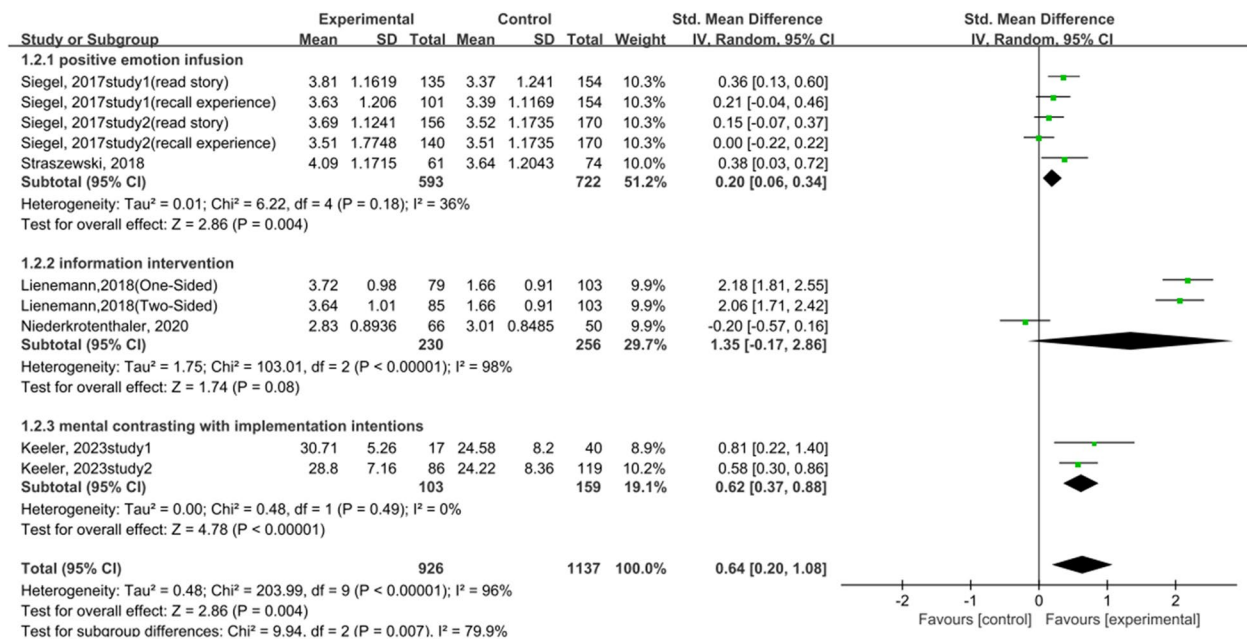 Experimental Control Std. Mean Difference Std. Mean Difference
Study or Subgroup Mean SD Total Mean SD Total Weight IV, Random, 95% CI IV, Random, 95% CI
1.2.1 positive emotion infusion
Siegel, 2017study1(read story) 3.81 1.1619 135 3.37 1.241 154 10.3% 0.36 [0.13, 0.60]
Siegel, 2017study1(recall experience) 3.63 1.206 101 3.39 1.1169 154 10.3% 0.21 [-0.04, 0.46]
Siegel, 2017study2(read story) 3.69 1.1241 156 3.52 1.1735 170 10.3% 0.15 [-0.07, 0.37]
Siegel, 2017study2(recall experience) 3.51 1.7748 140 3.51 1.1735 170 10.3% 0.00 [-0.22, 0.22]
Straszewski, 2018 4.09 1.1715 61 3.64 1.2043 74 10.0% 0.38 [0.03, 0.72]
Subtotal (95% CI) 593 722 51.2% 0.20 [0.06, 0.34]
Heterogeneity: Tau² = 0.01; Chi² = 6.22, df = 4 (P = 0.18); I² = 36%
Test for overall effect: Z = 2.86 (P = 0.004)
1.2.2 information intervention
Lienemann,2018(One-Sided) 3.72 0.98 79 1.66 0.91 103 9.9% 2.18 [1.81, 2.55]
Lienemann,2018(Two-Sided) 3.64 1.01 85 1.66 0.91 103 9.9% 2.06 [1.71, 2.42]
Niederkrotenthaler, 2020 2.83 0.8936 66 3.01 0.8485 50 9.9% -0.20 [-0.57, 0.16]
Subtotal (95% CI) 230 256 29.7% 1.35 [-0.17, 2.86]
Heterogeneity: Tau² = 1.75; Chi² = 103.01, df = 2 (P < 0.00001); I² = 98%
Test for overall effect: Z = 1.74 (P = 0.08)
1.2.3 mental contrasting with implementation intentions
Keeler, 2023study1 30.71 5.26 17 24.58 8.2 40 8.9% 0.81 [0.22, 1.40]
Keeler, 2023study2 28.8 7.16 86 24.22 8.36 119 10.2% 0.58 [0.30, 0.86]
Subtotal (95% CI) 103 159 19.1% 0.62 [0.37, 0.88]
Heterogeneity: Tau² = 0.00; Chi² = 0.48, df = 1 (P = 0.49); I² = 0%
Test for overall effect: Z = 4.78 (P < 0.00001)
Total (95% CI) 926 1137 100.0% 0.64 [0.20, 1.08]
Heterogeneity: Tau² = 0.48; Chi² = 203.99, df = 9 (P < 0.00001); I² = 96%
Test for overall effect: Z = 2.86 (P = 0.004)
Test for subgroup differences: Chi² = 9.94, df = 2 (P = 0.007), I² = 79.9%
-2 -1 0 1 2
Favours [control] Favours [experimental]